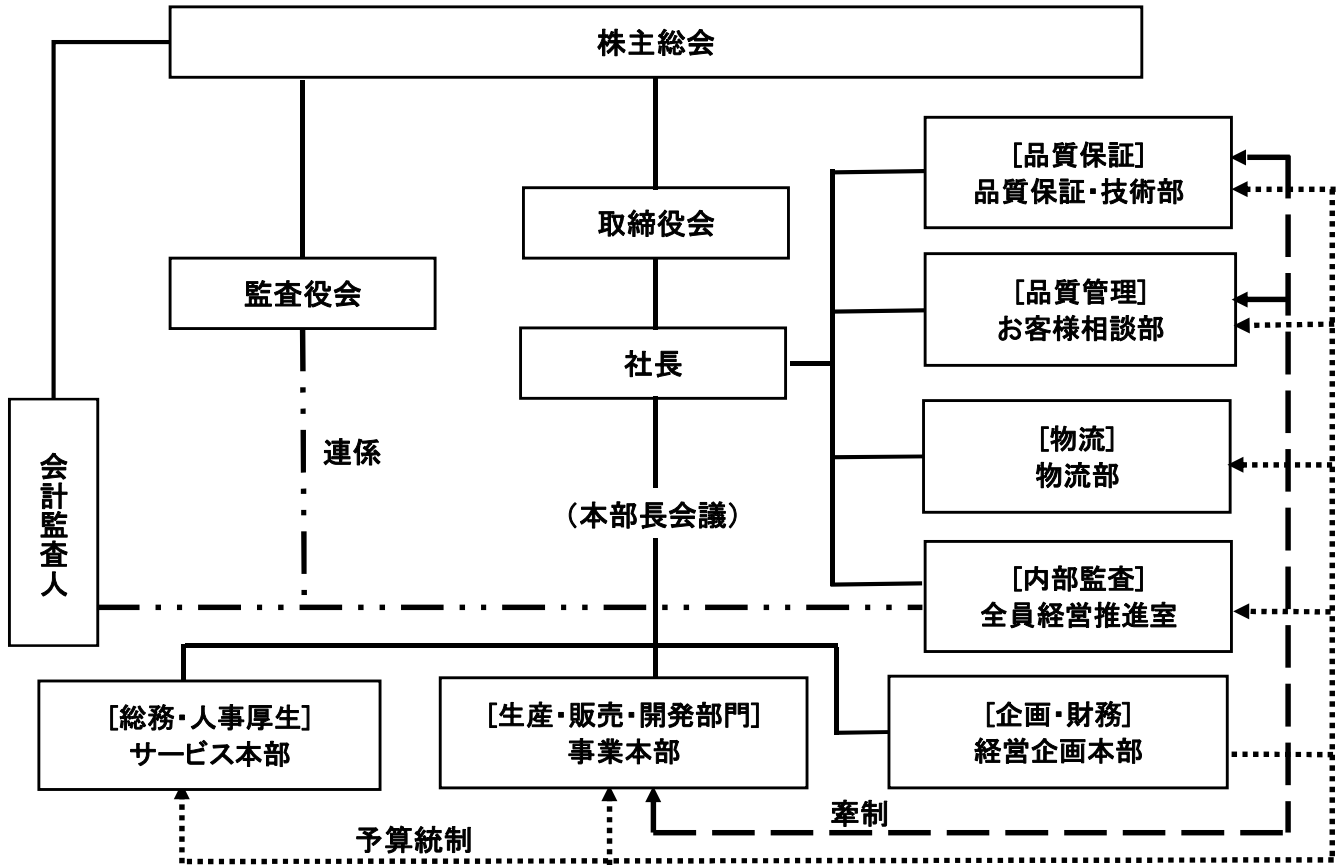 株主総会
[品質保証]
品質保証・技術部
取締役会
監査役会
[品質管理]
お客様相談部
社長
会計監査人
連係
[物流]
物流部
(本部長会議)
[内部監査]
全員経営推進室
[総務・人事厚生]
サービス本部
[生産・販売・開発部門]
事業本部
[企画・財務]
経営企画本部
牽制
予算統制